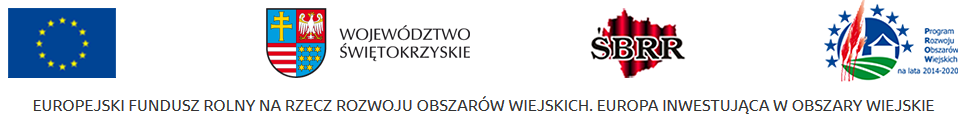 WOJEWÓDZTWO
ŚWIĘTOKRZYSKIE
ŚBRR
Program
Rozwoju
Obszarów
Wiejskich
na lata 2014-2020
EUROPEJSKI FUNDUSZ ROLNY NA RZECZ ROZWOJU OBSZARÓW WIEJSKICH. EUROPA INWESTUJĄCA W OBSZARY WIEJSKIE